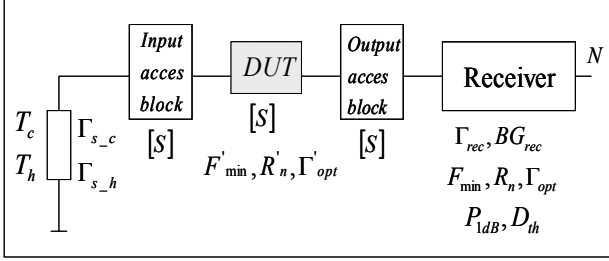 Input
acces
block
[S]
DUT
[S]
F'min, R'n, Γ'opt
Output
acces
block
[S]
Receiver
N
Γrec, BGrec
Fmin, Rn, Γopt
P1dB, Dth
Tc
Γs_c
Th
Γs_h